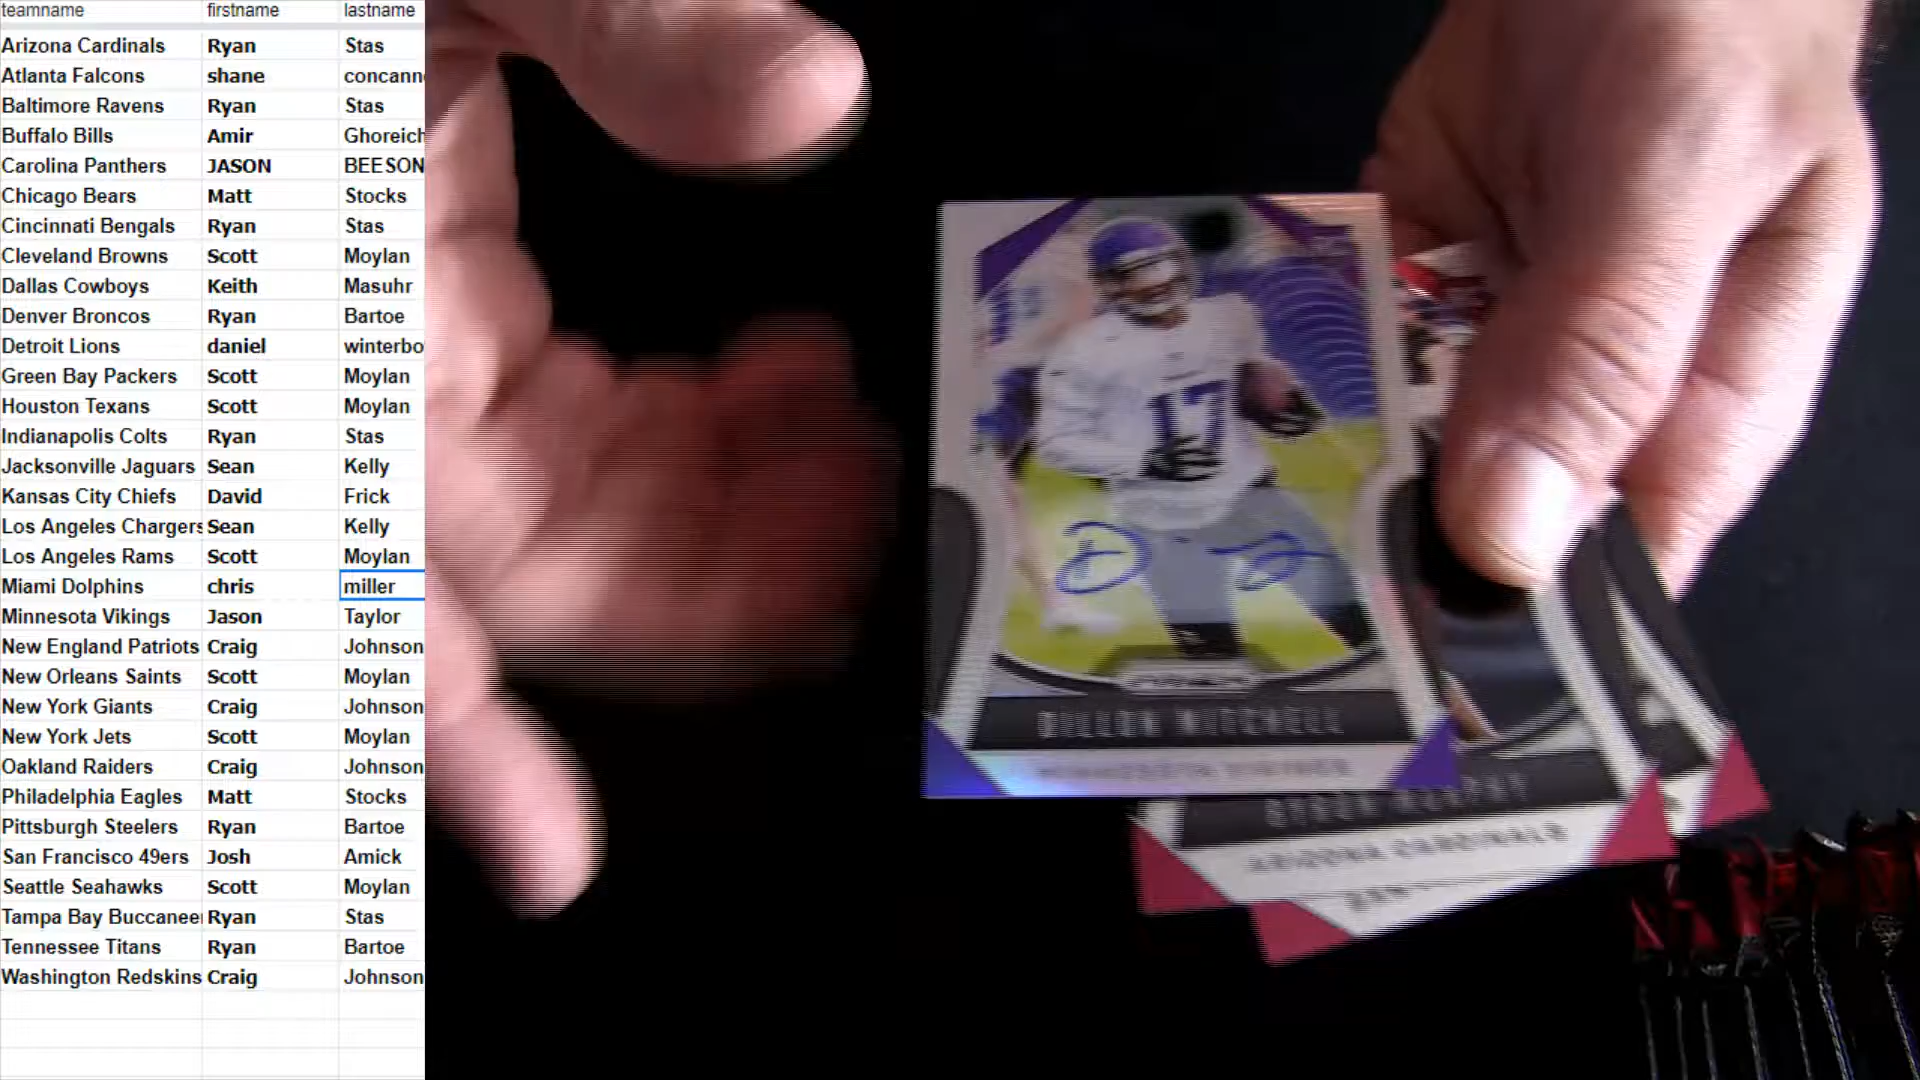 teamname firstname lastname
Arizona Cardinals Ryan Stas
Atlanta Falcons shane concann
Baltimore Ravens Ryan Stas
Buffalo Bills Amir Ghoreich
Carolina Panthers JASON BEESON
Chicago Bears Matt Stocks
Cincinnati Bengals Ryan Stas
Cleveland Browns Scott Moylan
Dallas Cowboys Keith Masuhr
Denver Broncos Ryan Bartoe
Detroit Lions daniel winterbo
Green Bay Packers Scott Moylan
Houston Texans Scott Moylan
Indianapolis Colts Ryan Stas
Jacksonville Jaguars Sean Kelly
Kansas City Chiefs David Frick
Los Angeles Chargers Sean Kelly
Los Angeles Rams Scott Moylan
Miami Dolphins chris miller
Minnesota Vikings Jason Taylor
New England Patriots Craig Johnson
New Orleans Saints Scott Moylan
New York Giants Craig Johnson
New York Jets Scott Moylan
Oakland Raiders Craig Johnson
Philadelphia Eagles Matt Stocks
Pittsburgh Steelers Ryan Bartoe
San Francisco 49ers Josh Amick
Seattle Seahawks Scott Moylan
Tampa Bay Buccanee Ryan Stas
Tennessee Titans Ryan Bartoe
Washington Redskins Craig Johnson
17
DILLON MITCHELL
MINNESOTA VIKINGS
BYRON MURPHY
ARIZONA CARDINALS